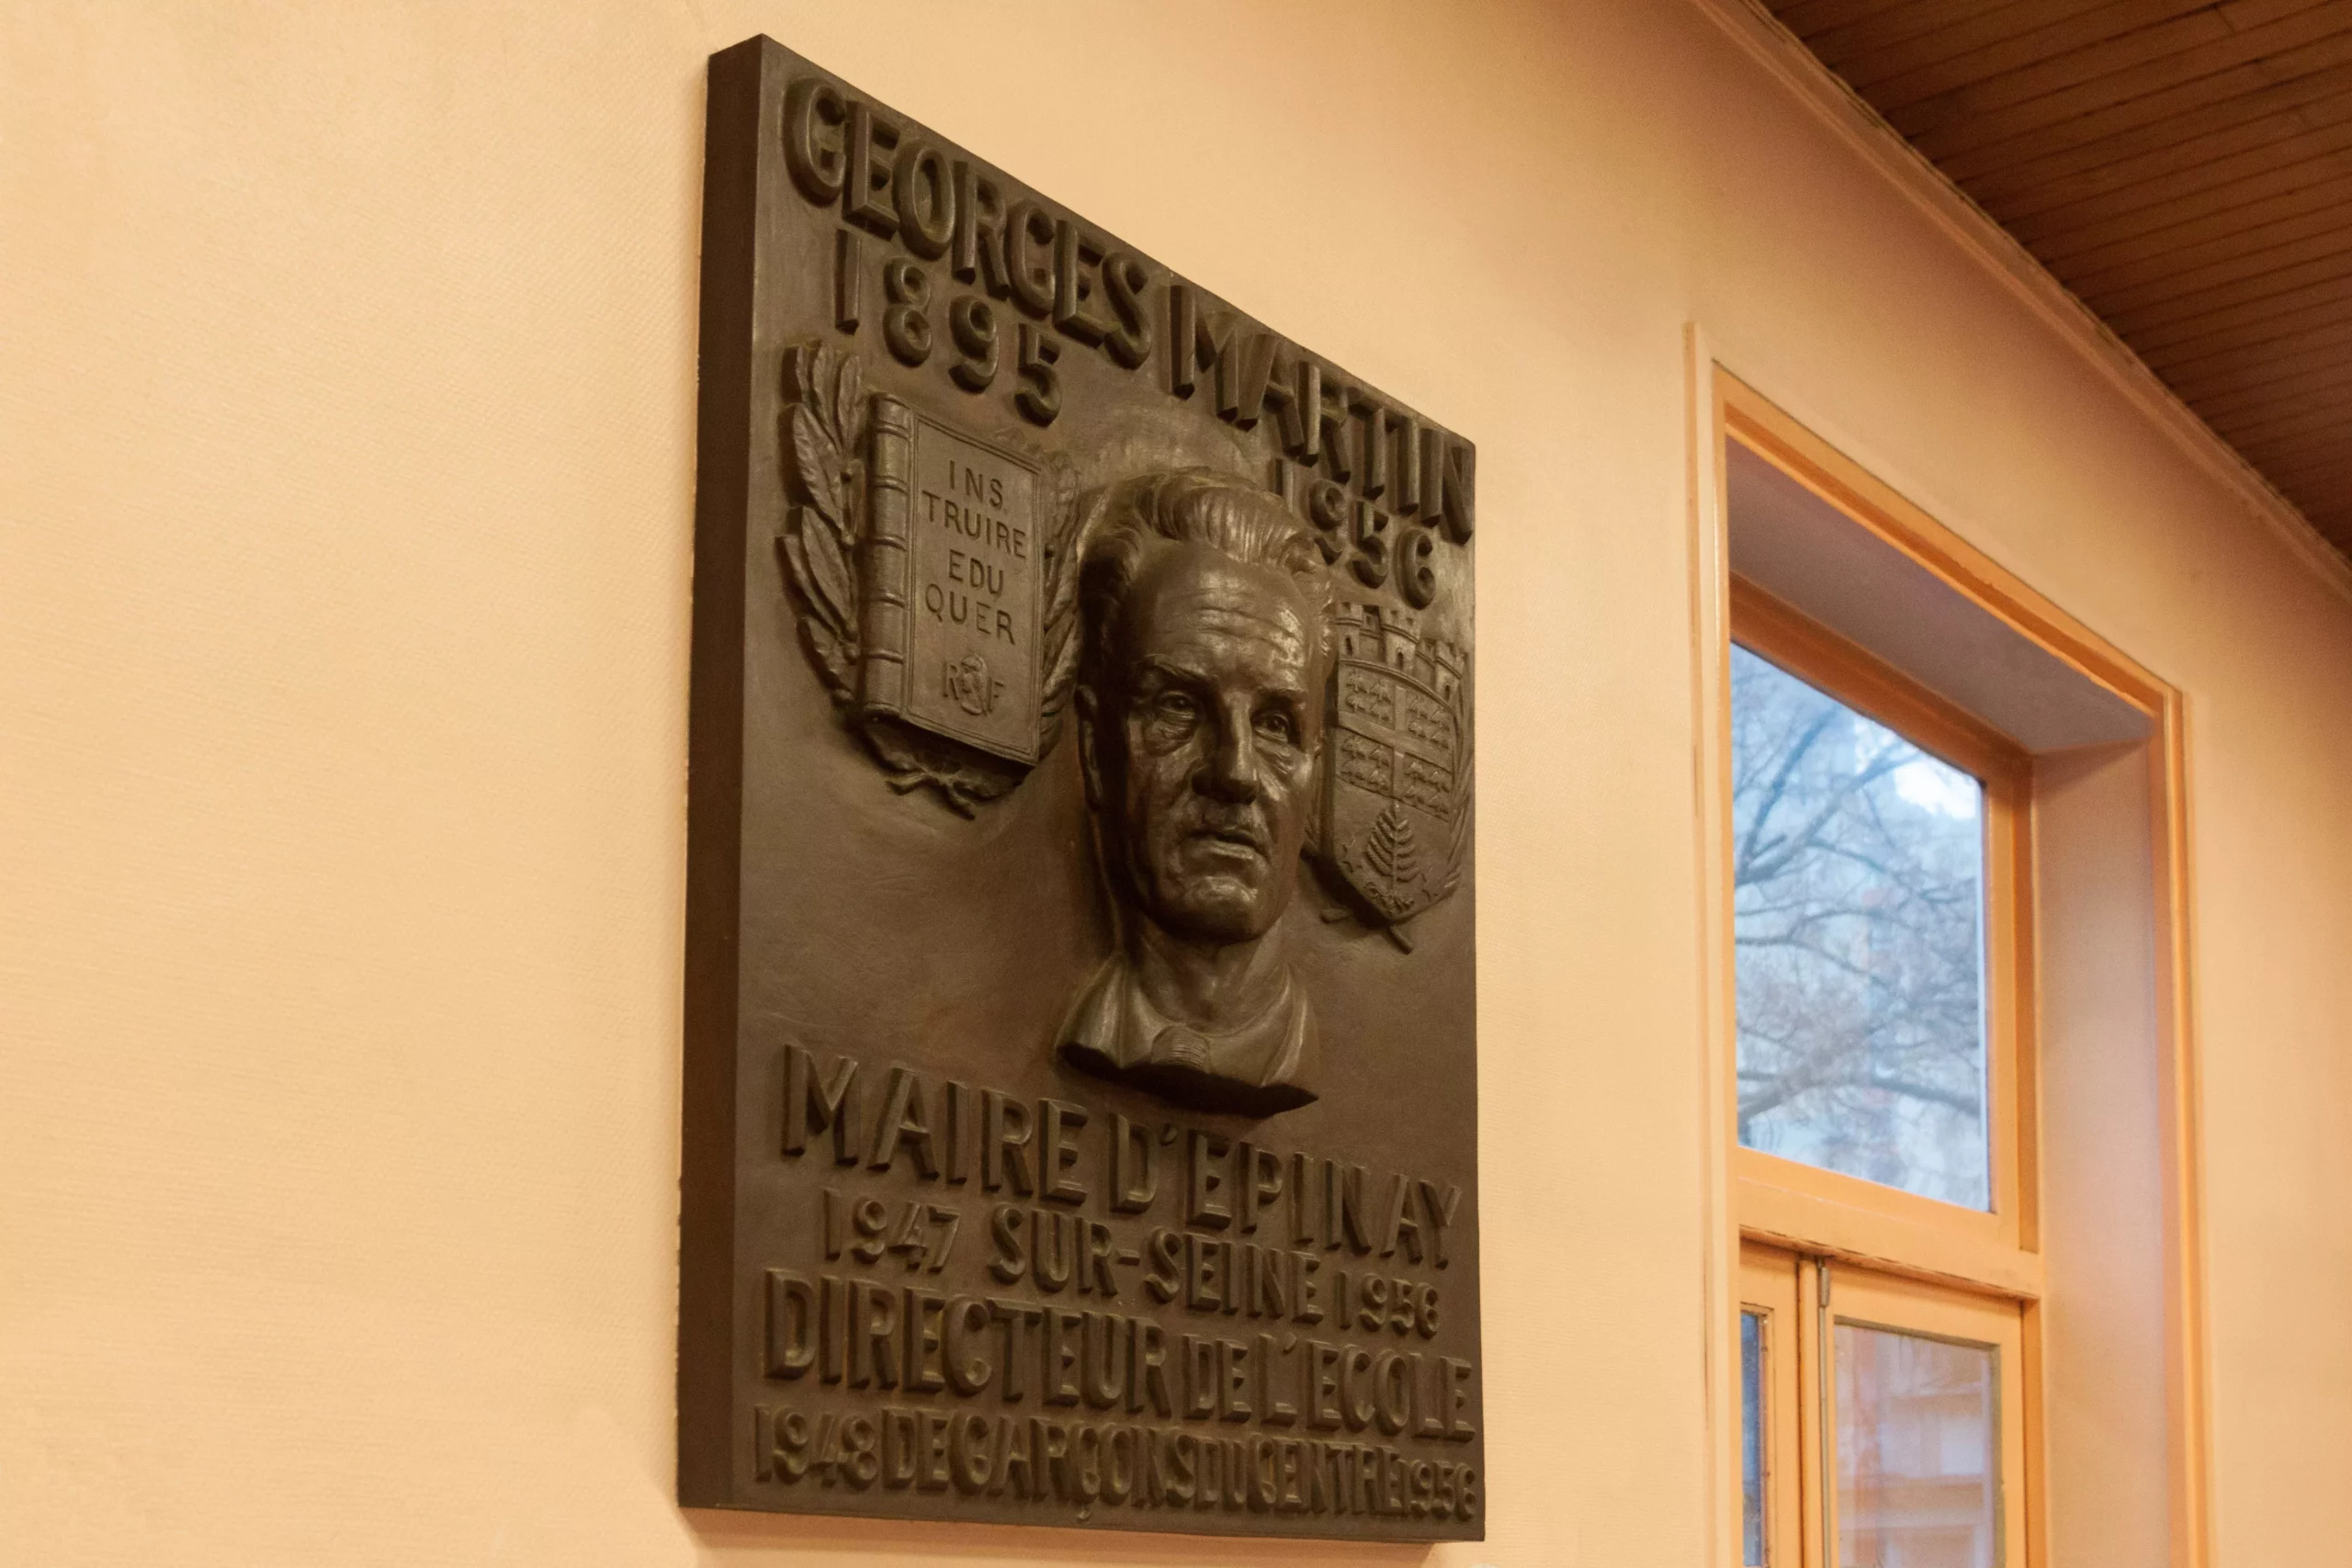 GEORGES MARTIN
1895 1956
INS
TRUIRE
EDU
QUER
RF
MAIRE D'EPINAY
1947 SUR-SEINE 1956
DIRECTEUR DE L'ECOLE
1948 DE GARÇONS DU CENTRE 1956